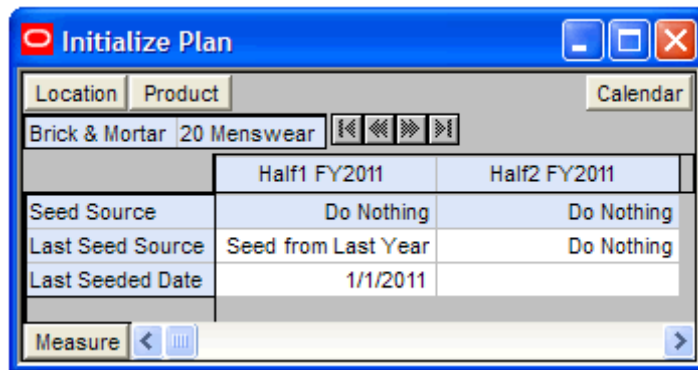 Initialize Plan
Location Product Calendar
Brick & Mortar 20 Menswear
Half1 FY2011 Half2 FY2011
Seed Source Do Nothing Do Nothing
Last Seed Source Seed from Last Year Do Nothing
Last Seeded Date 1/1/2011
Measure